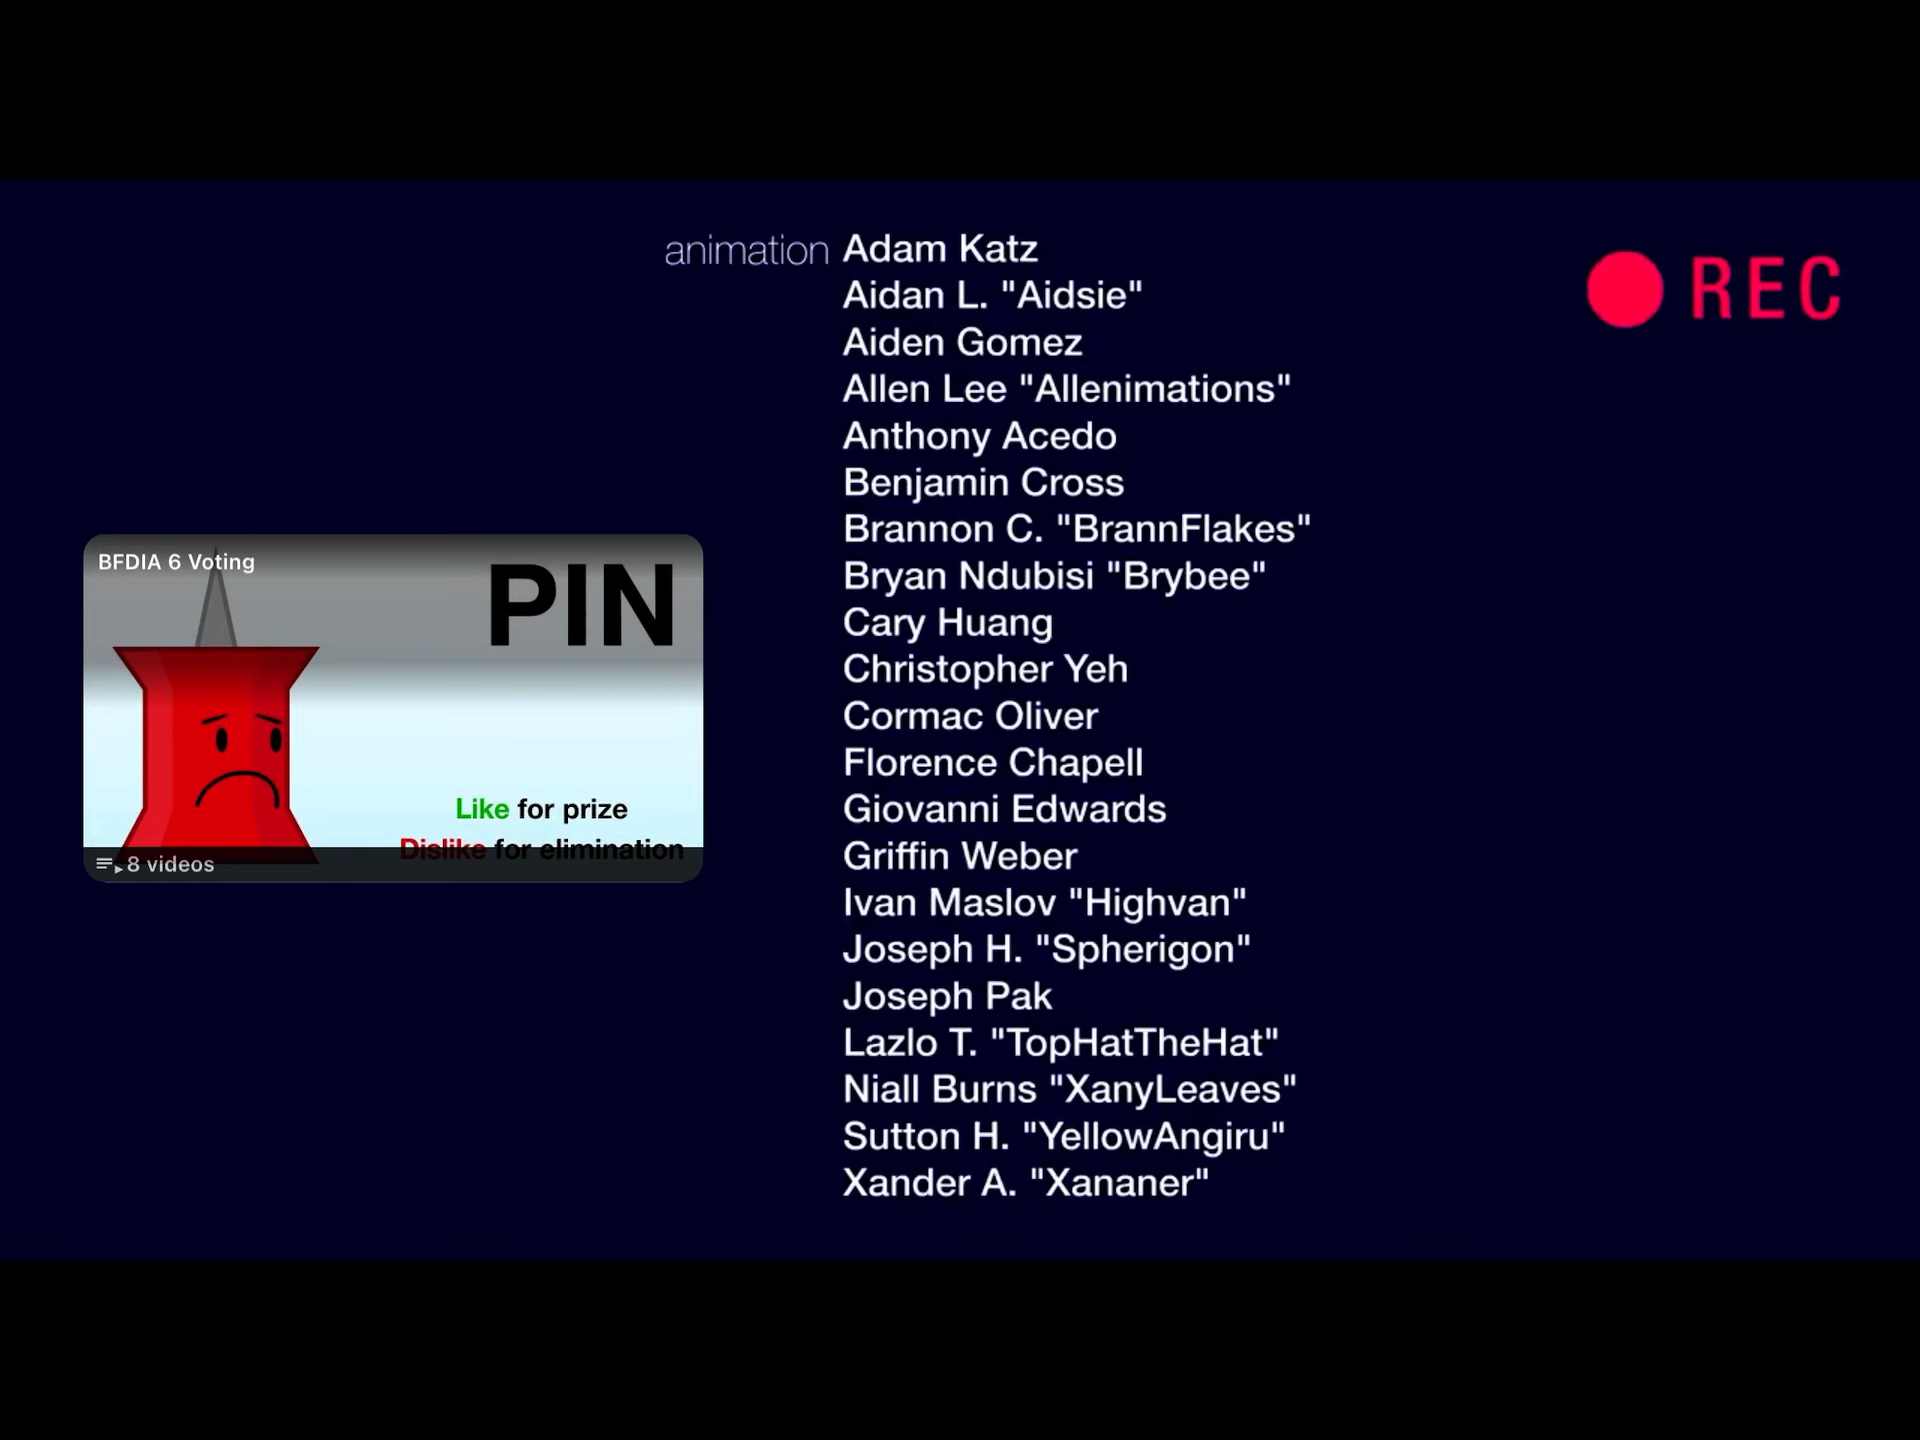 animation Adam Katz
Aidan L. "Aidsie"
Aiden Gomez
Allen Lee "Allenimations"
Anthony Acedo
Benjamin Cross
Brannon C. "BrannFlakes"
Bryan Ndubisi "Brybee"
Cary Huang
Christopher Yeh
Cormac Oliver
Florence Chapell
Giovanni Edwards
Griffin Weber
Ivan Maslov "Highvan"
Joseph H. "Spherigon"
Joseph Pak
Lazlo T. "TopHatTheHat"
Niall Burns "XanyLeaves"
Sutton H. "YellowAngiru"
Xander A. "Xananer"
REC
BFDIA 6 Voting
PIN
Like for prize
Dislike for elimination
8 videos